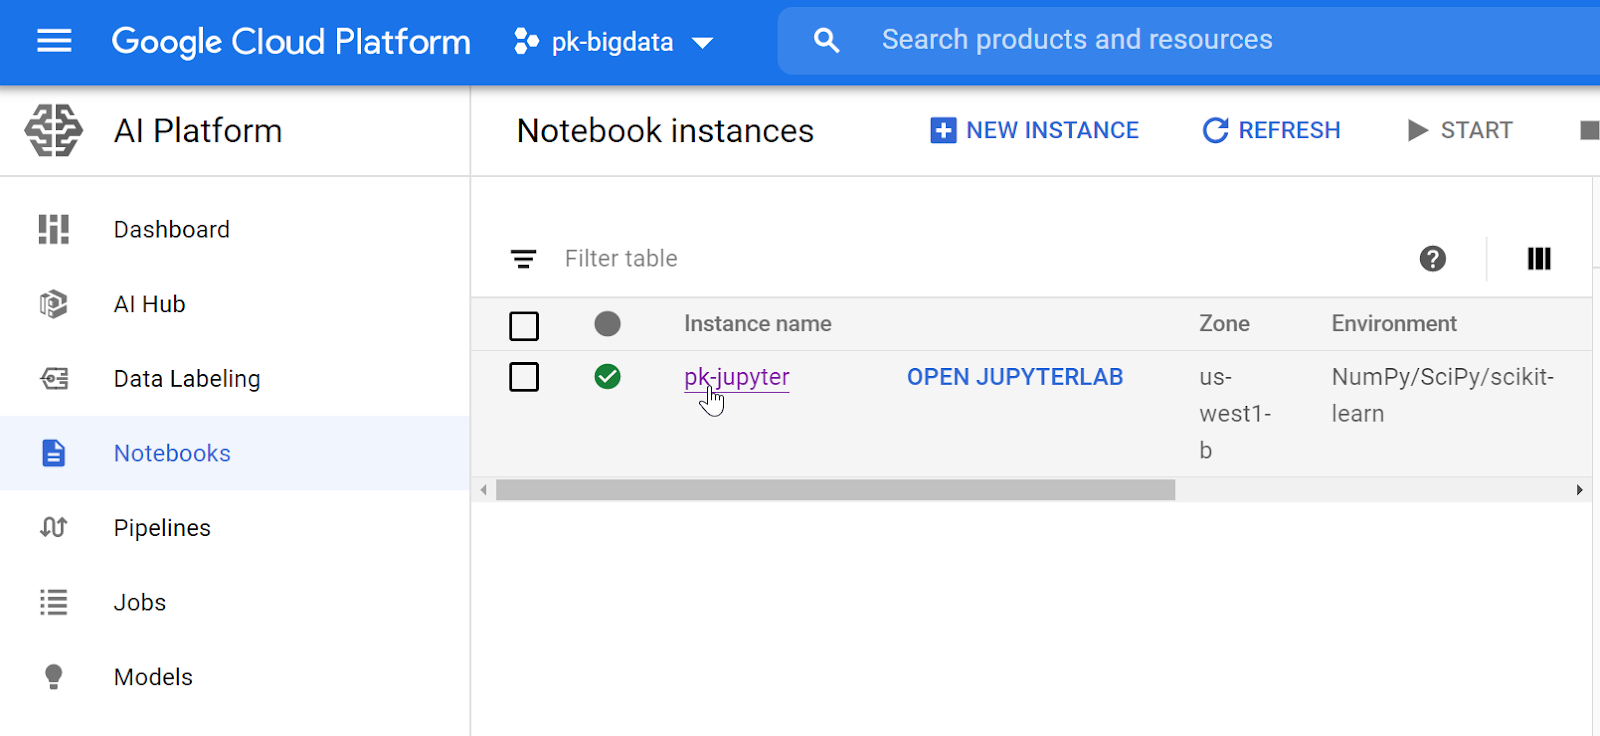 Google Cloud Platform
pk-bigdata
Search products and resources
AI Platform
Notebook instances
NEW INSTANCE
REFRESH
START
Dashboard
AI Hub
Data Labeling
Notebooks
Pipelines
Jobs
Models
Filter table
Instance name
Zone
Environment
pk-jupyter
OPEN JUPYTERLAB
us-
west1-
b
NumPy/SciPy/scikit-
learn